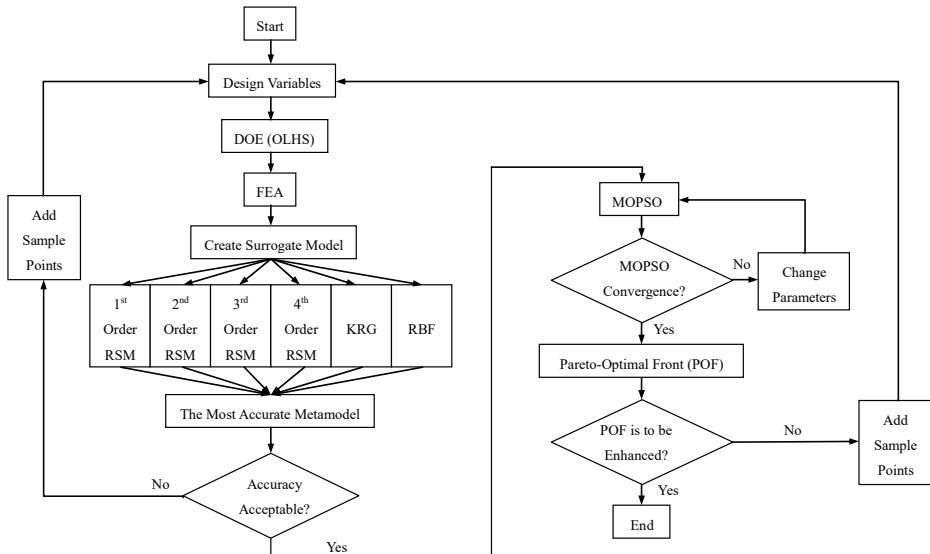 Start
Design Variables
DOE (OLHS)
FEA
Add
Sample
Points
Create Surrogate Model
1st
Order
RSM
2nd
Order
RSM
3rd
Order
RSM
4th
Order
RSM
KRG
RBF
The Most Accurate Metamodel
No
Accuracy
Acceptable?
Yes
MOPSO
MOPSO
Convergence?
No
Change
Parameters
Yes
Pareto-Optimal Front (POF)
POF is to be
Enhanced?
No
Add
Sample
Points
Yes
End